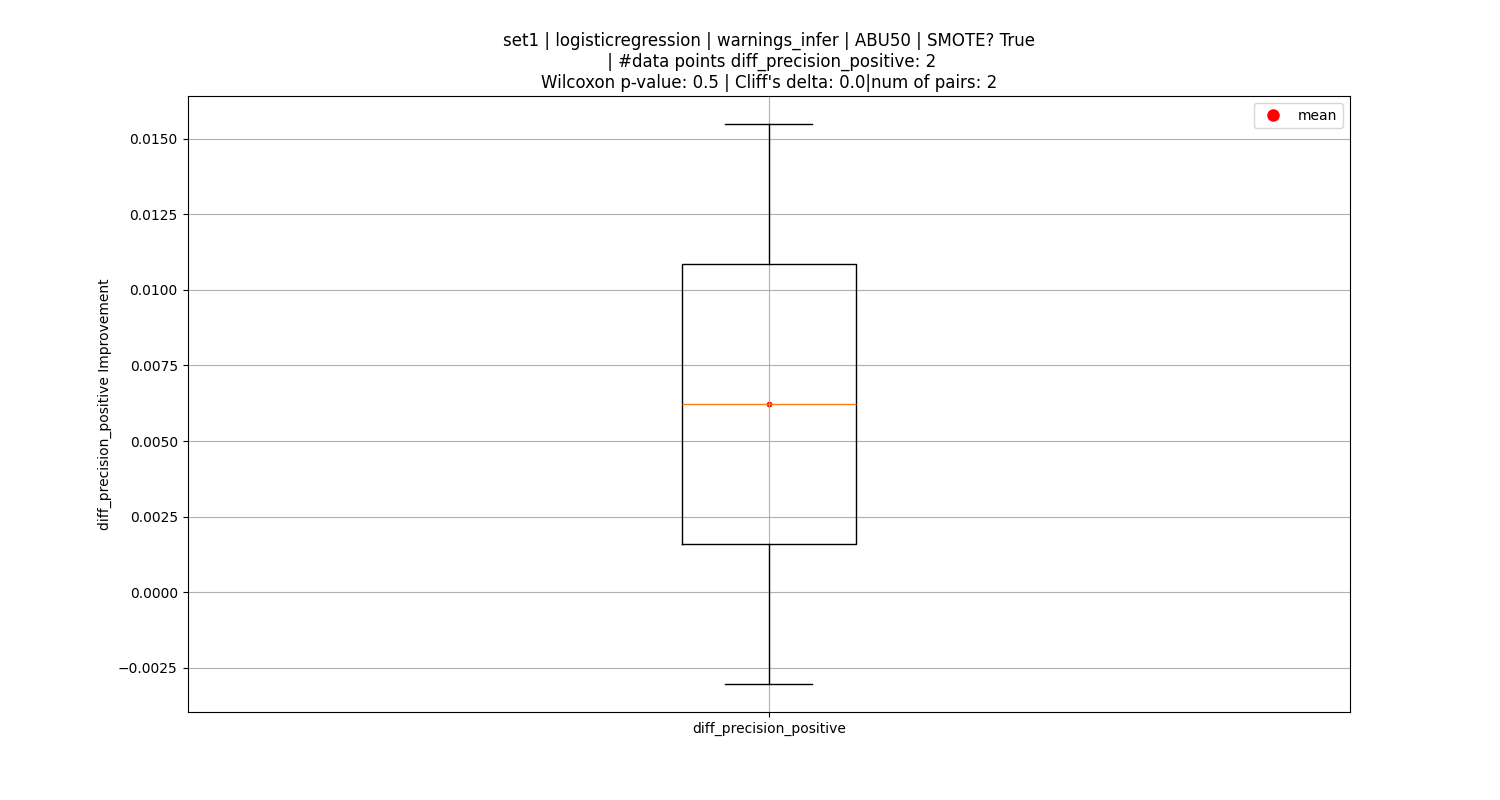 set1 | logisticregression | warnings_infer | ABU50 | SMOTE? True
| #data points diff_precision_positive: 2
Wilcoxon p-value: 0.5 | Cliff's delta: 0.0|num of pairs: 2
mean
0.0150
0.0125
0.0100
0.0075
0.0050
0.0025
0.0000
−0.0025
diff_precision_positive Improvement
diff_precision_positive